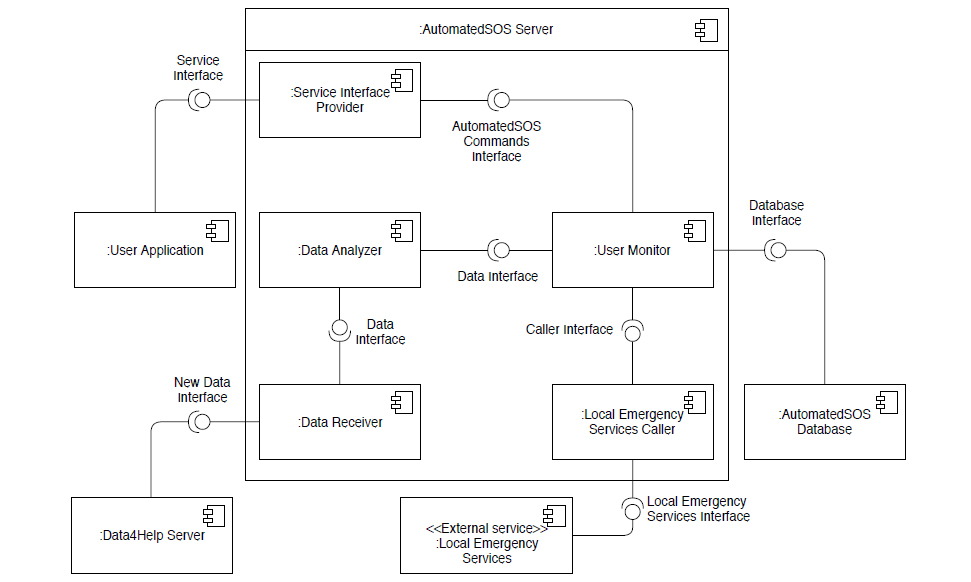 :AutomatedSOS Server
Service
Interface
:Service Interface
Provider
AutomatedSOS
Commands
Interface
:User Application
:Data Analyzer
Data Interface
:User Monitor
Database
Interface
Data
Interface
Caller Interface
New Data
Interface
:Data Receiver
:Local Emergency
Services Caller
:AutomatedSOS
Database
:Data4Help Server
<<External service>>
:Local Emergency
Services
Local Emergency
Services Interface